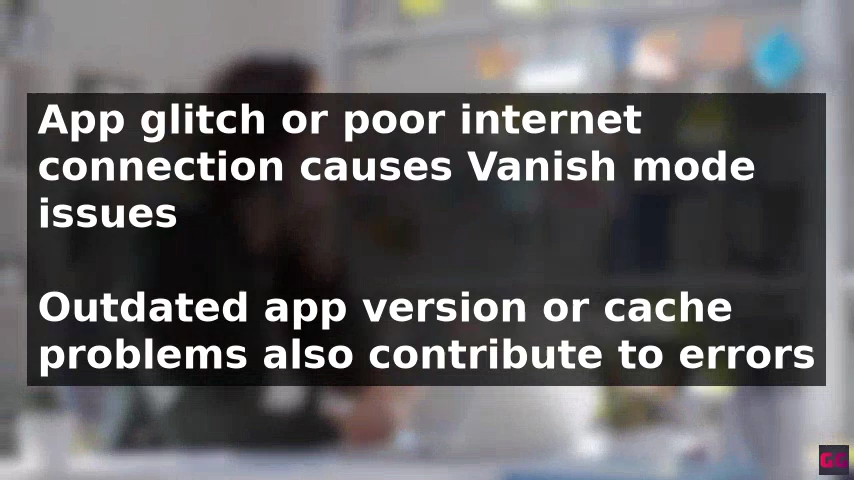 App glitch or poor internet
connection causes Vanish mode
issues
Outdated app version or cache
problems also contribute to errors
GG